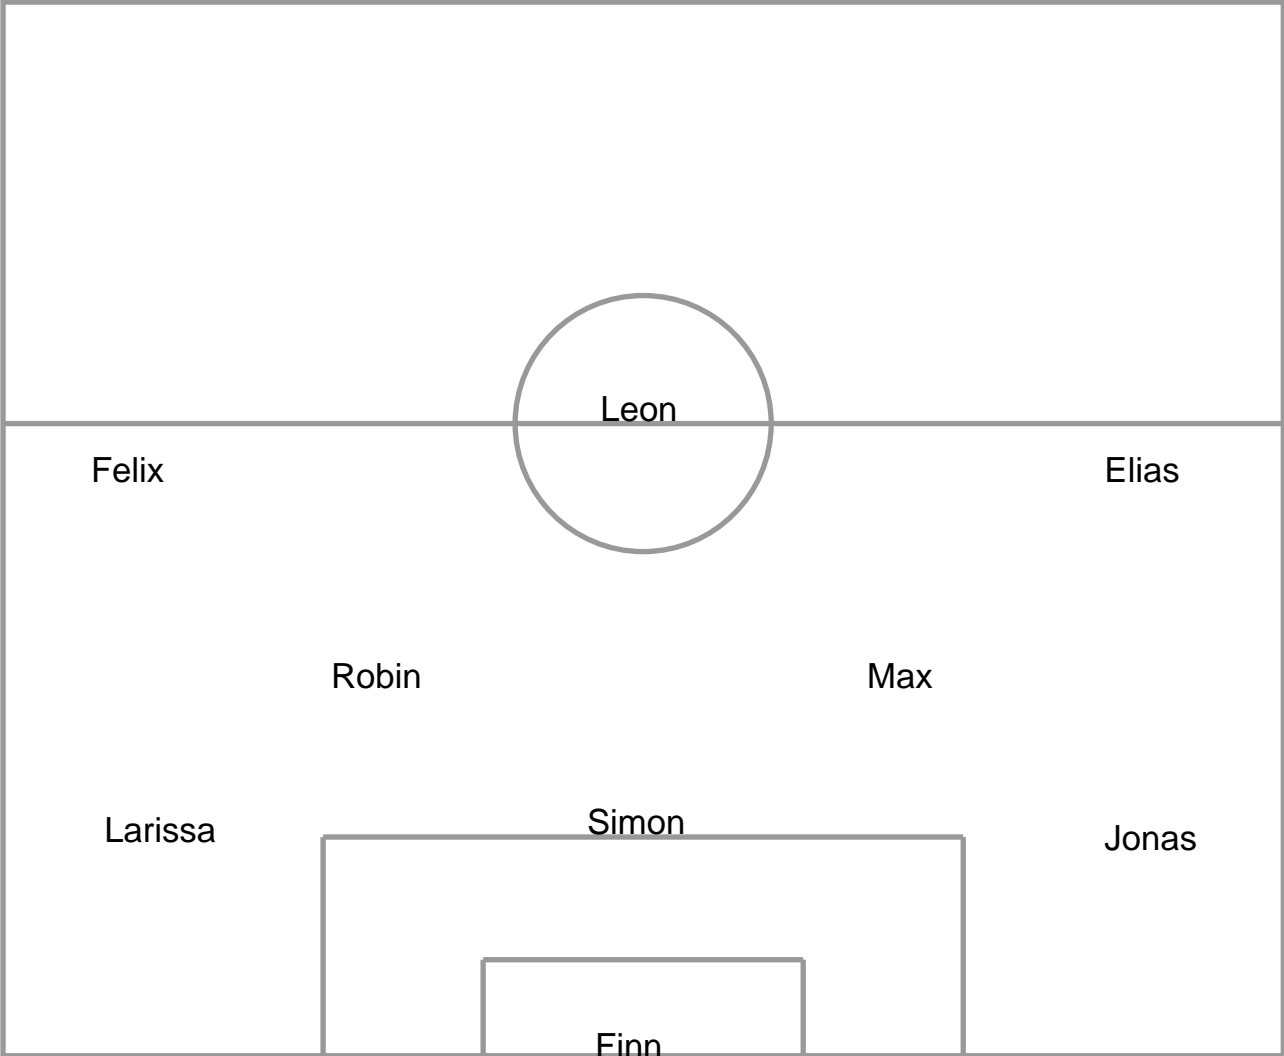 Leon
Felix
Elias
Robin
Max
Simon
Larissa
Jonas
Finn